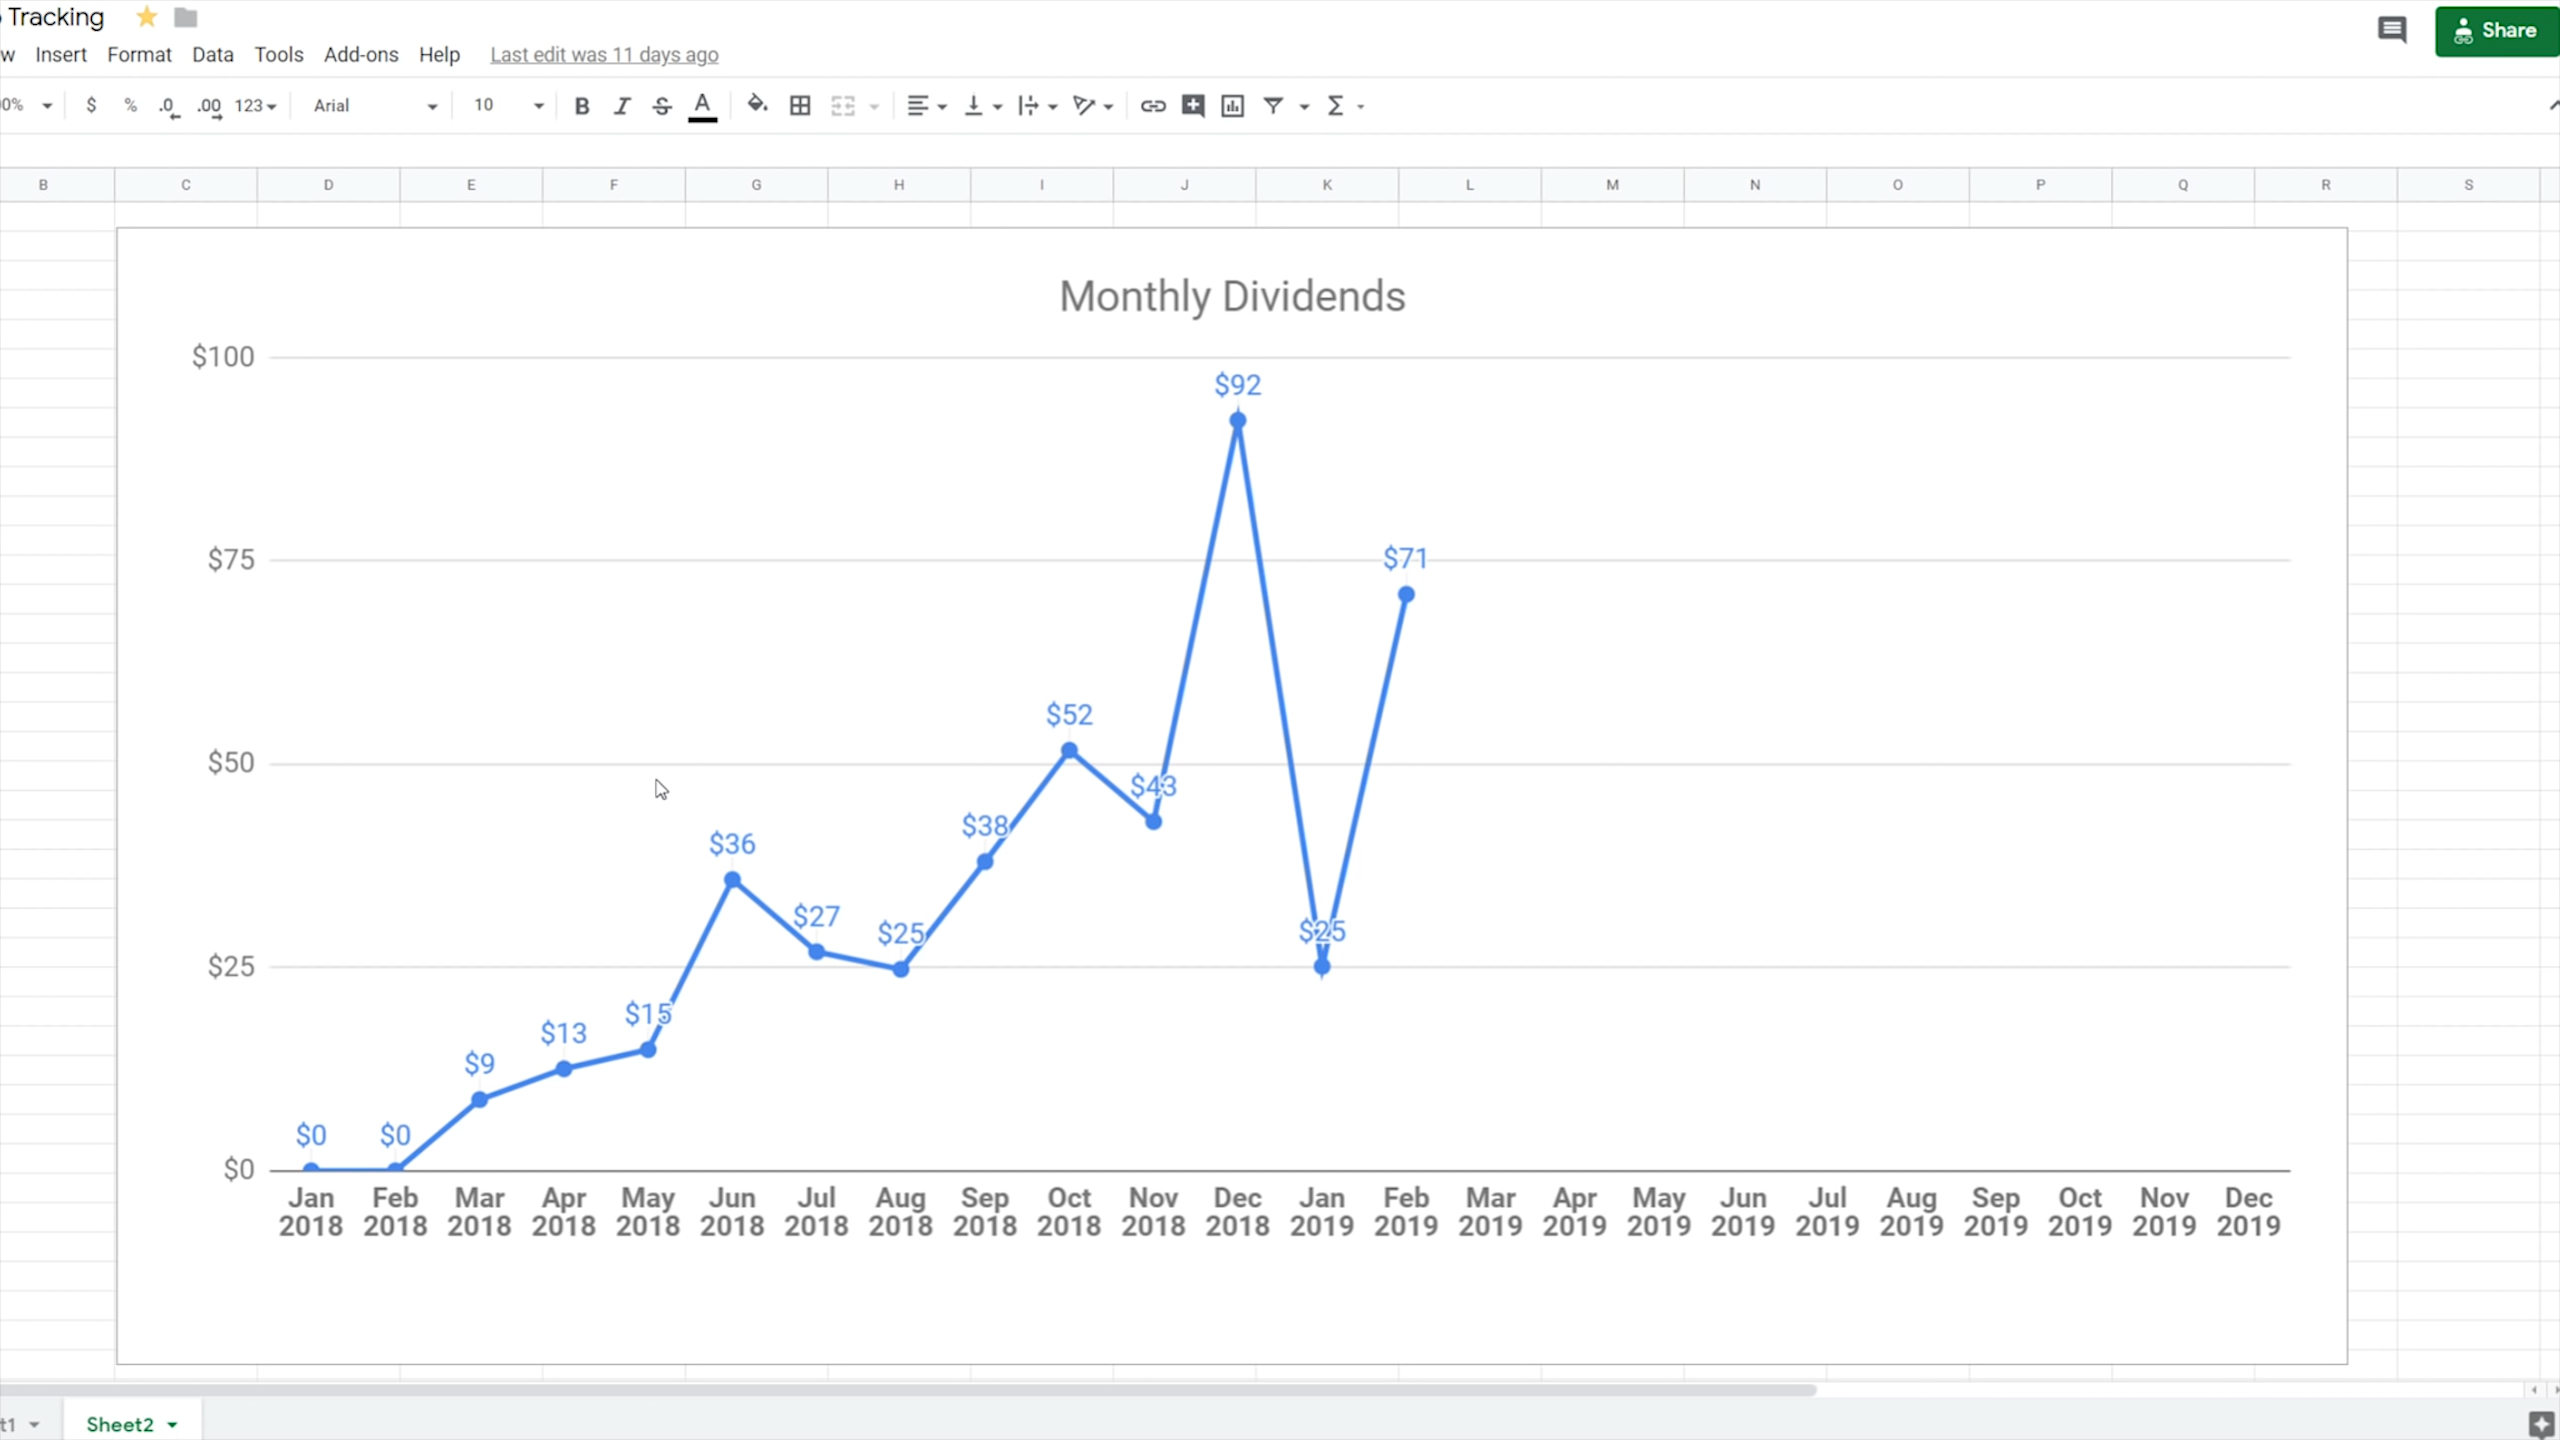 Tracking
Insert Format Data Tools Add-ons Help Last edit was 11 days ago
Share
$ % .0 .00 123 Arial 10 B I S A
B C D E F G H I J K L M N O P Q R S
Monthly Dividends
$100
$92
$75
$71
$52
$50
$43
$38
$36
$27
$25
$25
$25
$15
$13
$9
$0 $0
$0
Jan 2018
Feb 2018
Mar 2018
Apr 2018
May 2018
Jun 2018
Jul 2018
Aug 2018
Sep 2018
Oct 2018
Nov 2018
Dec 2018
Jan 2019
Feb 2019
Mar 2019
Apr 2019
May 2019
Jun 2019
Jul 2019
Aug 2019
Sep 2019
Oct 2019
Nov 2019
Dec 2019
Sheet2